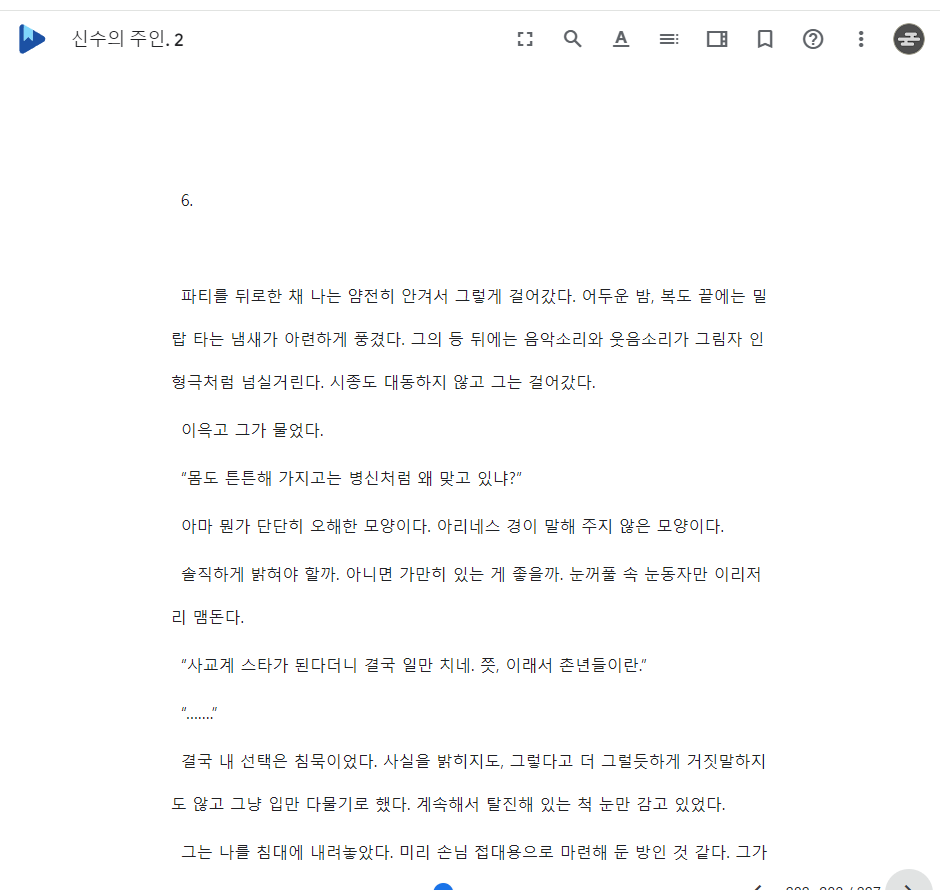 신수의 주인. 2
6.
파티를 뒤로한 채 나는 얌전히 안겨서 그렇게 걸어갔다. 어두운 밤, 복도 끝에는 밀
랍 타는 냄새가 아련하게 풍겼다. 그의 등 뒤에는 음악소리와 웃음소리가 그림자 인
형극처럼 넘실거린다. 시종도 대동하지 않고 그는 걸어갔다.
이윽고 그가 물었다.
“몸도 튼튼해 가지고는 병신처럼 왜 맞고 있냐?”
아마 뭔가 단단히 오해한 모양이다. 아리네스 경이 말해 주지 않은 모양이다.
솔직하게 밝혀야 할까. 아니면 가만히 있는 게 좋을까. 눈꺼풀 속 눈동자만 이리저
리 맴돈다.
“사교계 스타가 된다더니 결국 일만 치네. 쯧, 이래서 촌년들이란.”
“…….”
결국 내 선택은 침묵이었다. 사실을 밝히지도, 그렇다고 더 그럴듯하게 거짓말하지
도 않고 그냥 입만 다물기로 했다. 계속해서 탈진해 있는 척 눈만 감고 있었다.
그는 나를 침대에 내려놓았다. 미리 손님 접대용으로 마련해 둔 방인 것 같다. 그가